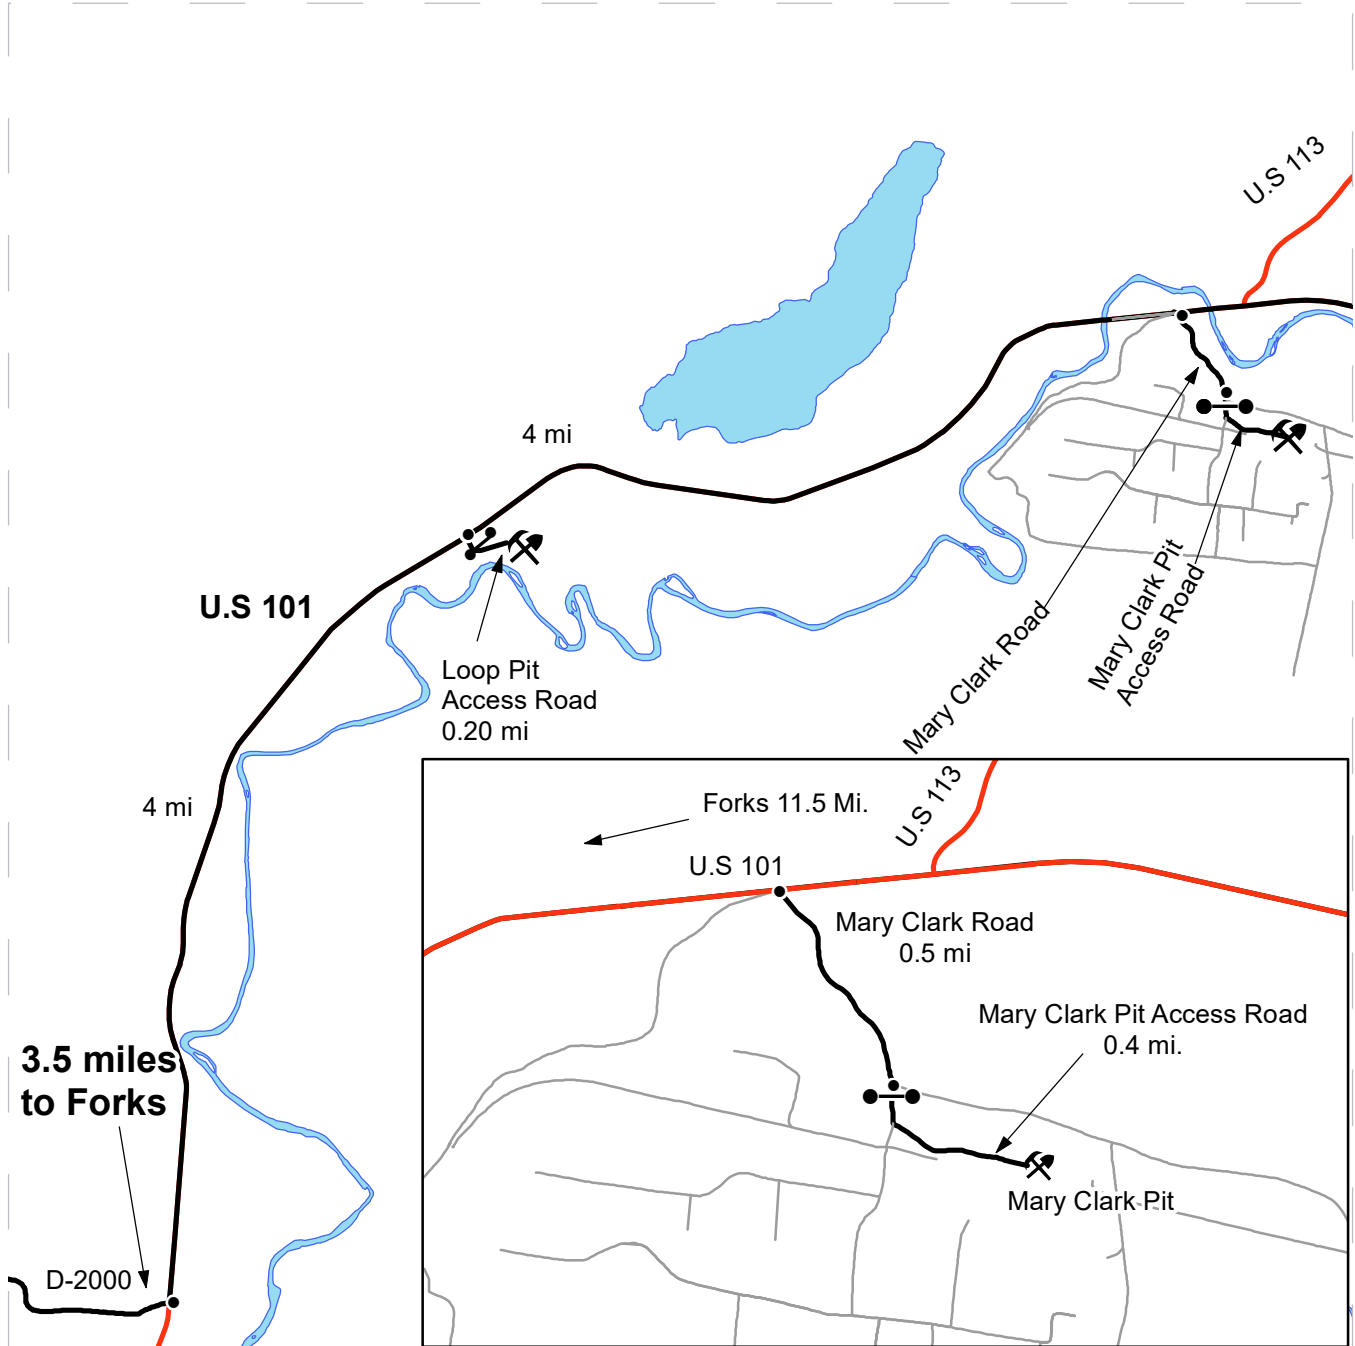 U.S 113
4 mi
U.S 101
Loop Pit
Access Road
0.20 mi
Mary Clark Road
Mary Clark Pit
Access Road
4 mi
3.5 miles
to Forks
D-2000
Forks 11.5 Mi.
U.S 113
U.S 101
Mary Clark Road
0.5 mi
Mary Clark Pit Access Road
0.4 mi.
Mary Clark Pit